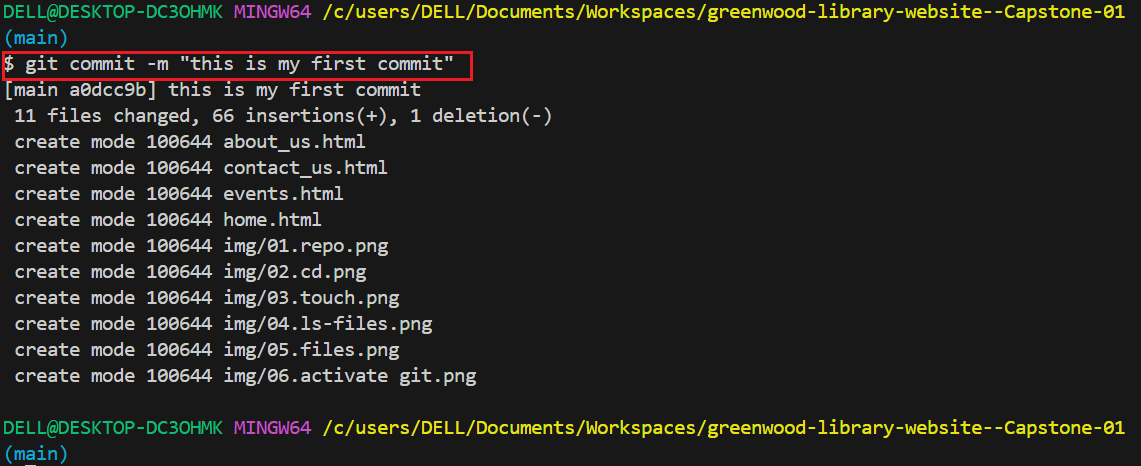 DELL@DESKTOP-DC3OHMK MINGW64 /c/users/DELL/Documents/Workspaces/greenwood-library-website--Capstone-01
(main)
$ git commit -m "this is my first commit"
[main a0dcc9b] this is my first commit
 11 files changed, 66 insertions(+), 1 deletion(-)
 create mode 100644 about_us.html
 create mode 100644 contact_us.html
 create mode 100644 events.html
 create mode 100644 home.html
 create mode 100644 img/01.repo.png
 create mode 100644 img/02.cd.png
 create mode 100644 img/03.touch.png
 create mode 100644 img/04.ls-files.png
 create mode 100644 img/05.files.png
 create mode 100644 img/06.activate git.png
DELL@DESKTOP-DC3OHMK MINGW64 /c/users/DELL/Documents/Workspaces/greenwood-library-website--Capstone-01
(main)